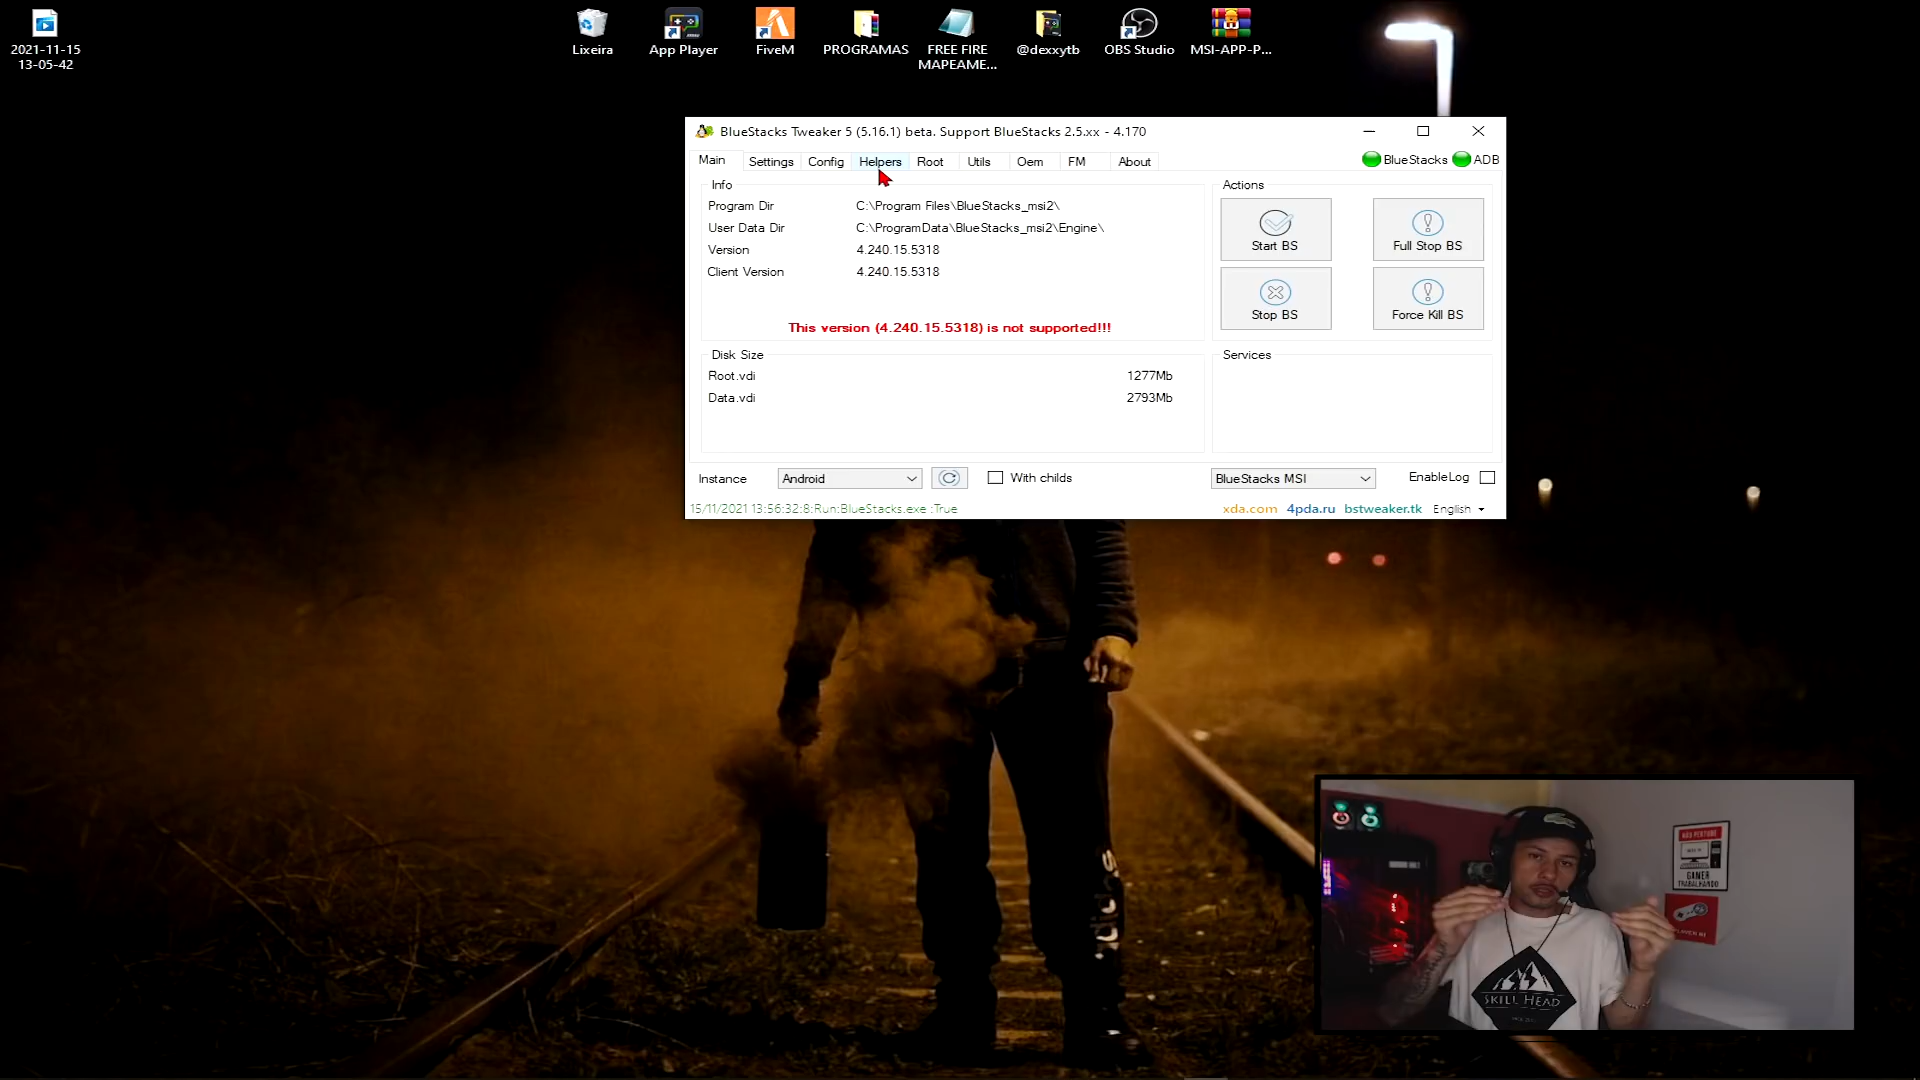 2021-11-15
13-05-42
Lixeira
App Player
FiveM
PROGRAMAS
FREE FIRE
MAPEAME...
@dexxytb
OBS Studio
MSI-APP-P...
BlueStacks Tweaker 5 (5.16.1) beta. Support BlueStacks 2.5.xx - 4.170
Main Settings Config Helpers Root Utils Oem FM About
BlueStacks ADB
Info
Program Dir C:\Program Files\BlueStacks_msi2\
User Data Dir C:\ProgramData\BlueStacks_msi2\Engine\
Version 4.240.15.5318
Client Version 4.240.15.5318
This version (4.240.15.5318) is not supported!!!
Actions
Start BS
Full Stop BS
Stop BS
Force Kill BS
Disk Size
Root.vdi 1277Mb
Data.vdi 2793Mb
Services
Instance Android With childs BlueStacks MSI EnableLog
15/11/2021 13:56:32:8:Run:BlueStacks.exe :True
xda.com 4pda.ru bstweaker.tk English
adidas
NÃO PERTURBE
GAMER
TRABALHANDO
SKILL HEAD